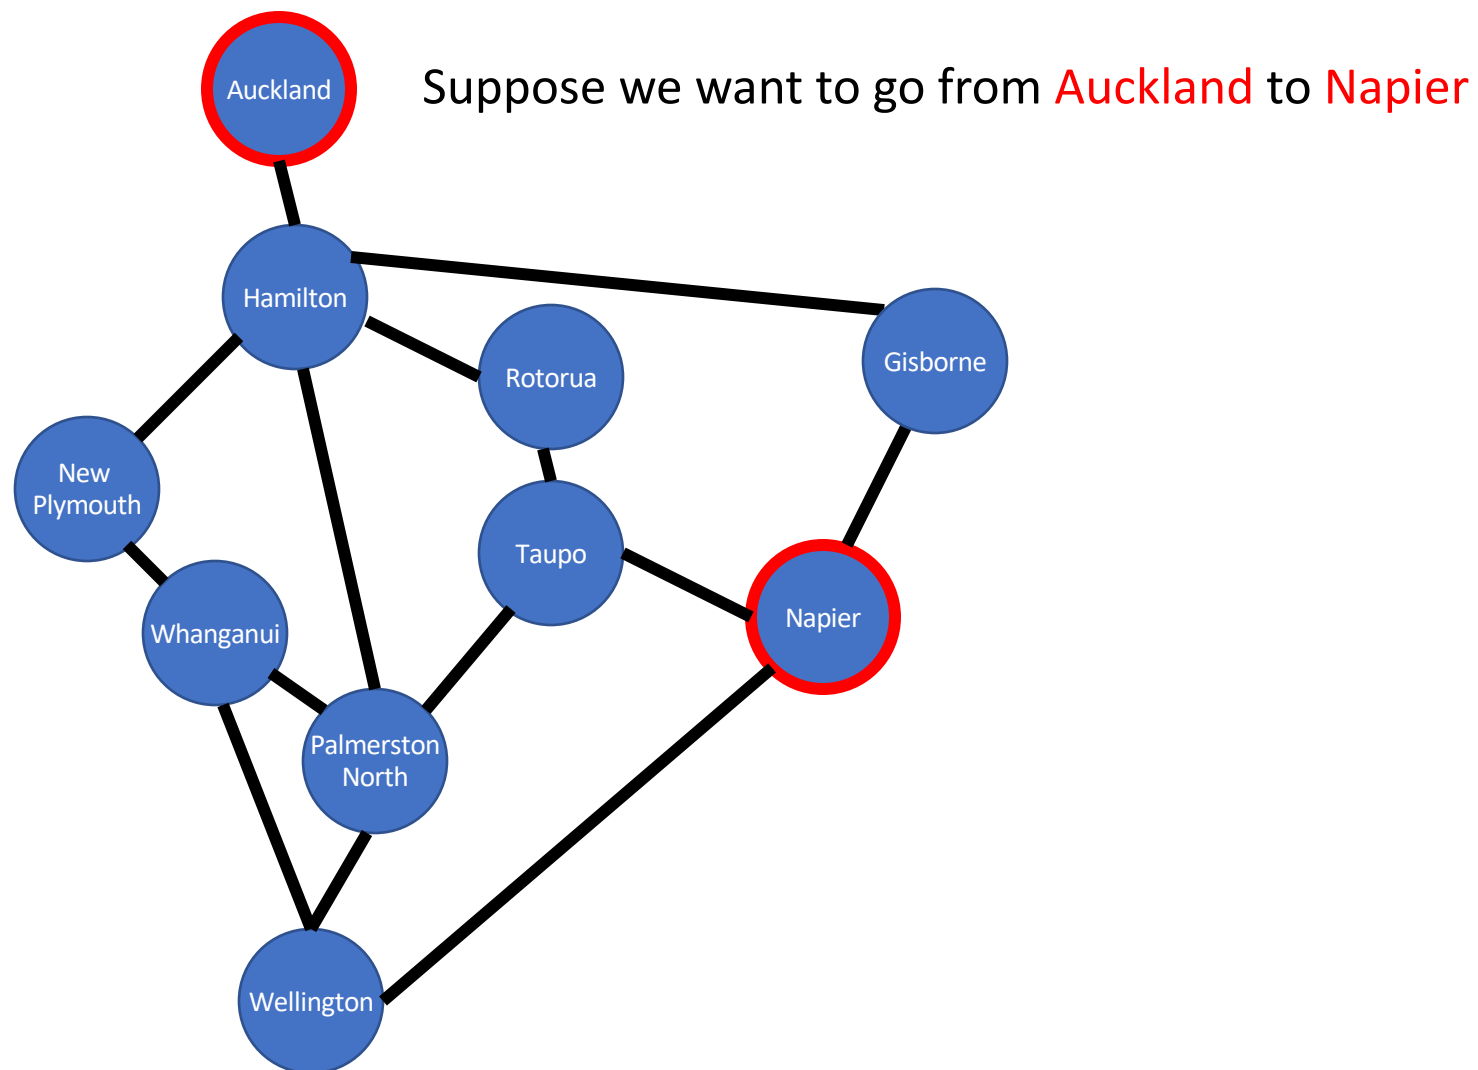 Auckland
Suppose we want to go from Auckland to Napier
Hamilton
Rotorua
Gisborne
New
Plymouth
Taupo
Napier
Whanganui
Palmerston
North
Wellington